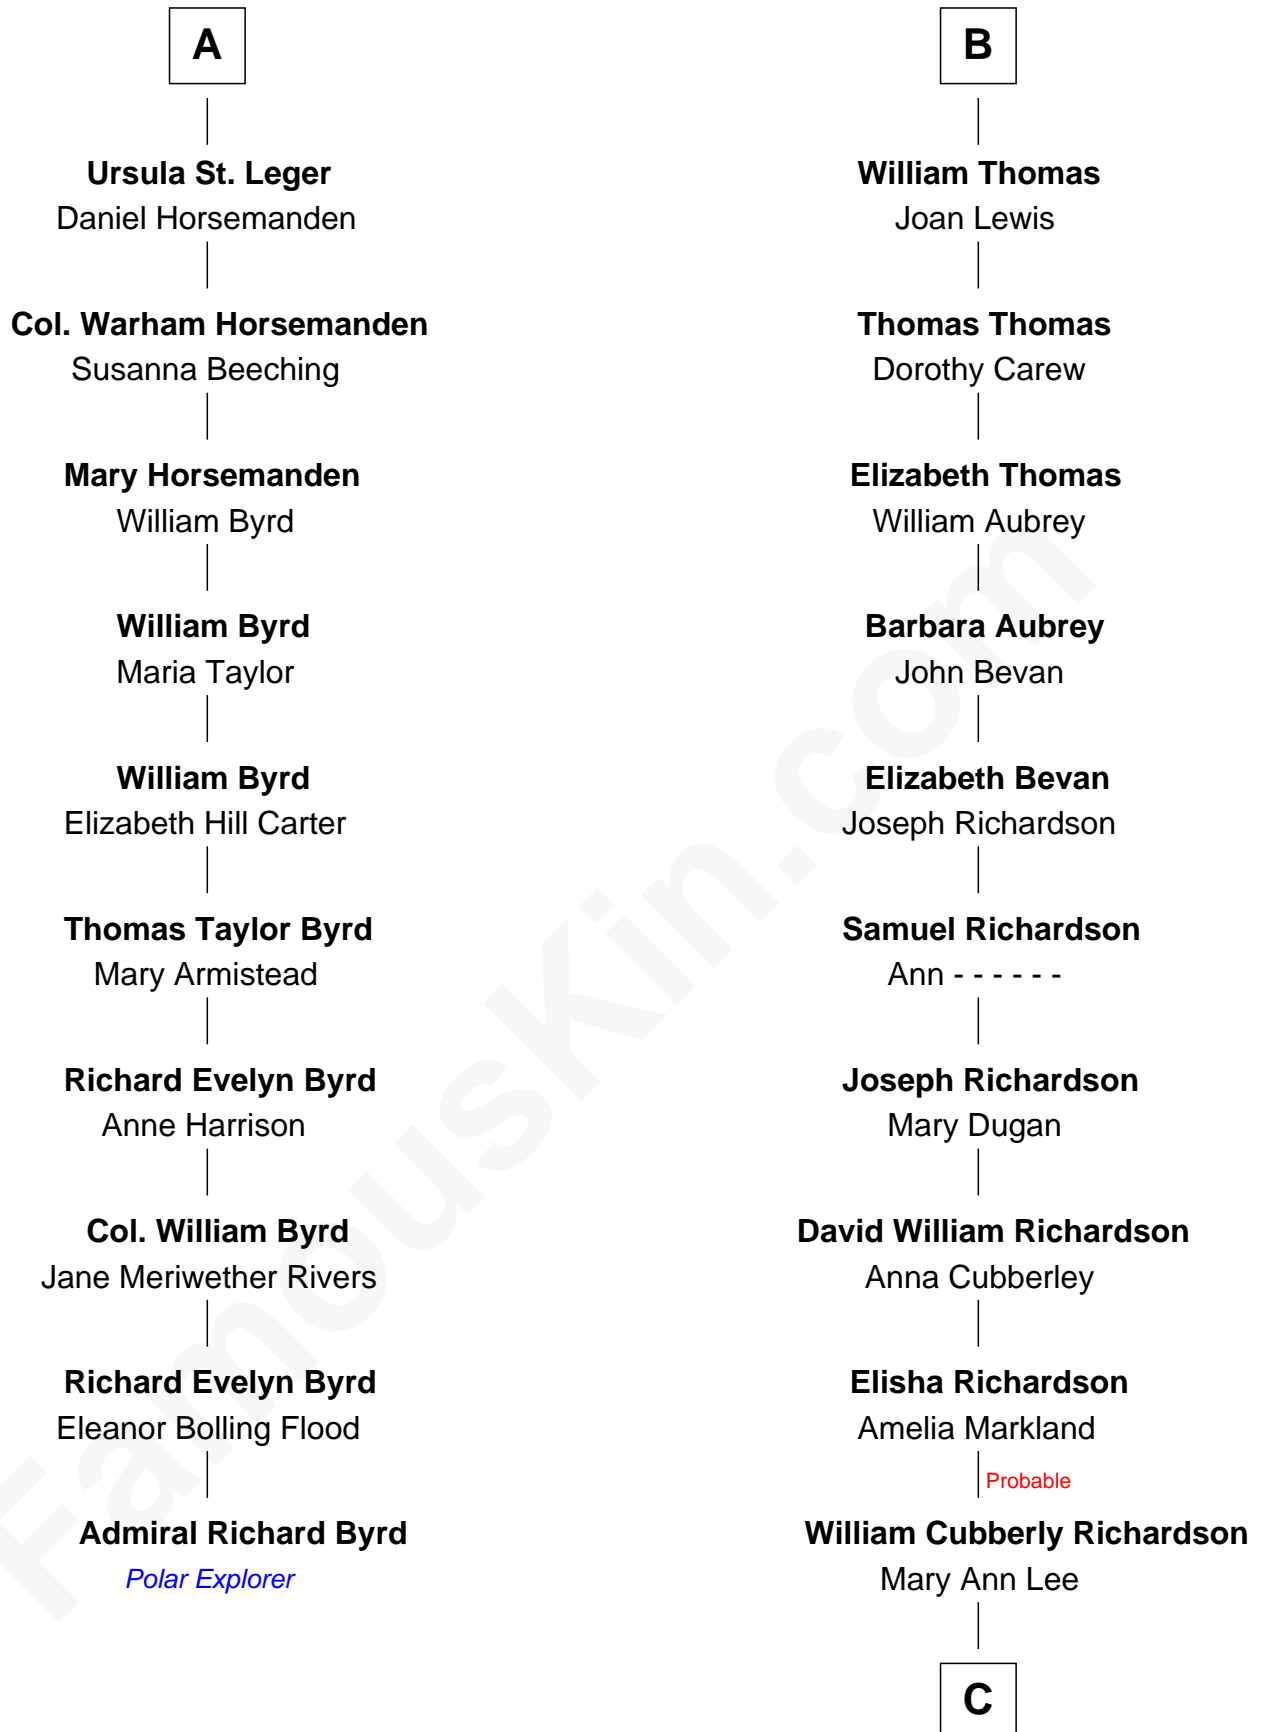 A
Ursula St. Leger
Daniel Horsemanden
Col. Warham Horsemanden
Susanna Beeching
Mary Horsemanden
William Byrd
William Byrd
Maria Taylor
William Byrd
Elizabeth Hill Carter
Thomas Taylor Byrd
Mary Armistead
Richard Evelyn Byrd
Anne Harrison
Col. William Byrd
Jane Meriwether Rivers
Richard Evelyn Byrd
Eleanor Bolling Flood
Admiral Richard Byrd
Polar Explorer
B
William Thomas
Joan Lewis
Thomas Thomas
Dorothy Carew
Elizabeth Thomas
William Aubrey
Barbara Aubrey
John Bevan
Elizabeth Bevan
Joseph Richardson
Samuel Richardson
Ann - - - - - -
Joseph Richardson
Mary Dugan
David William Richardson
Anna Cubberley
Elisha Richardson
Amelia Markland
Probable
William Cubberly Richardson
Mary Ann Lee
C
FamousKin.com